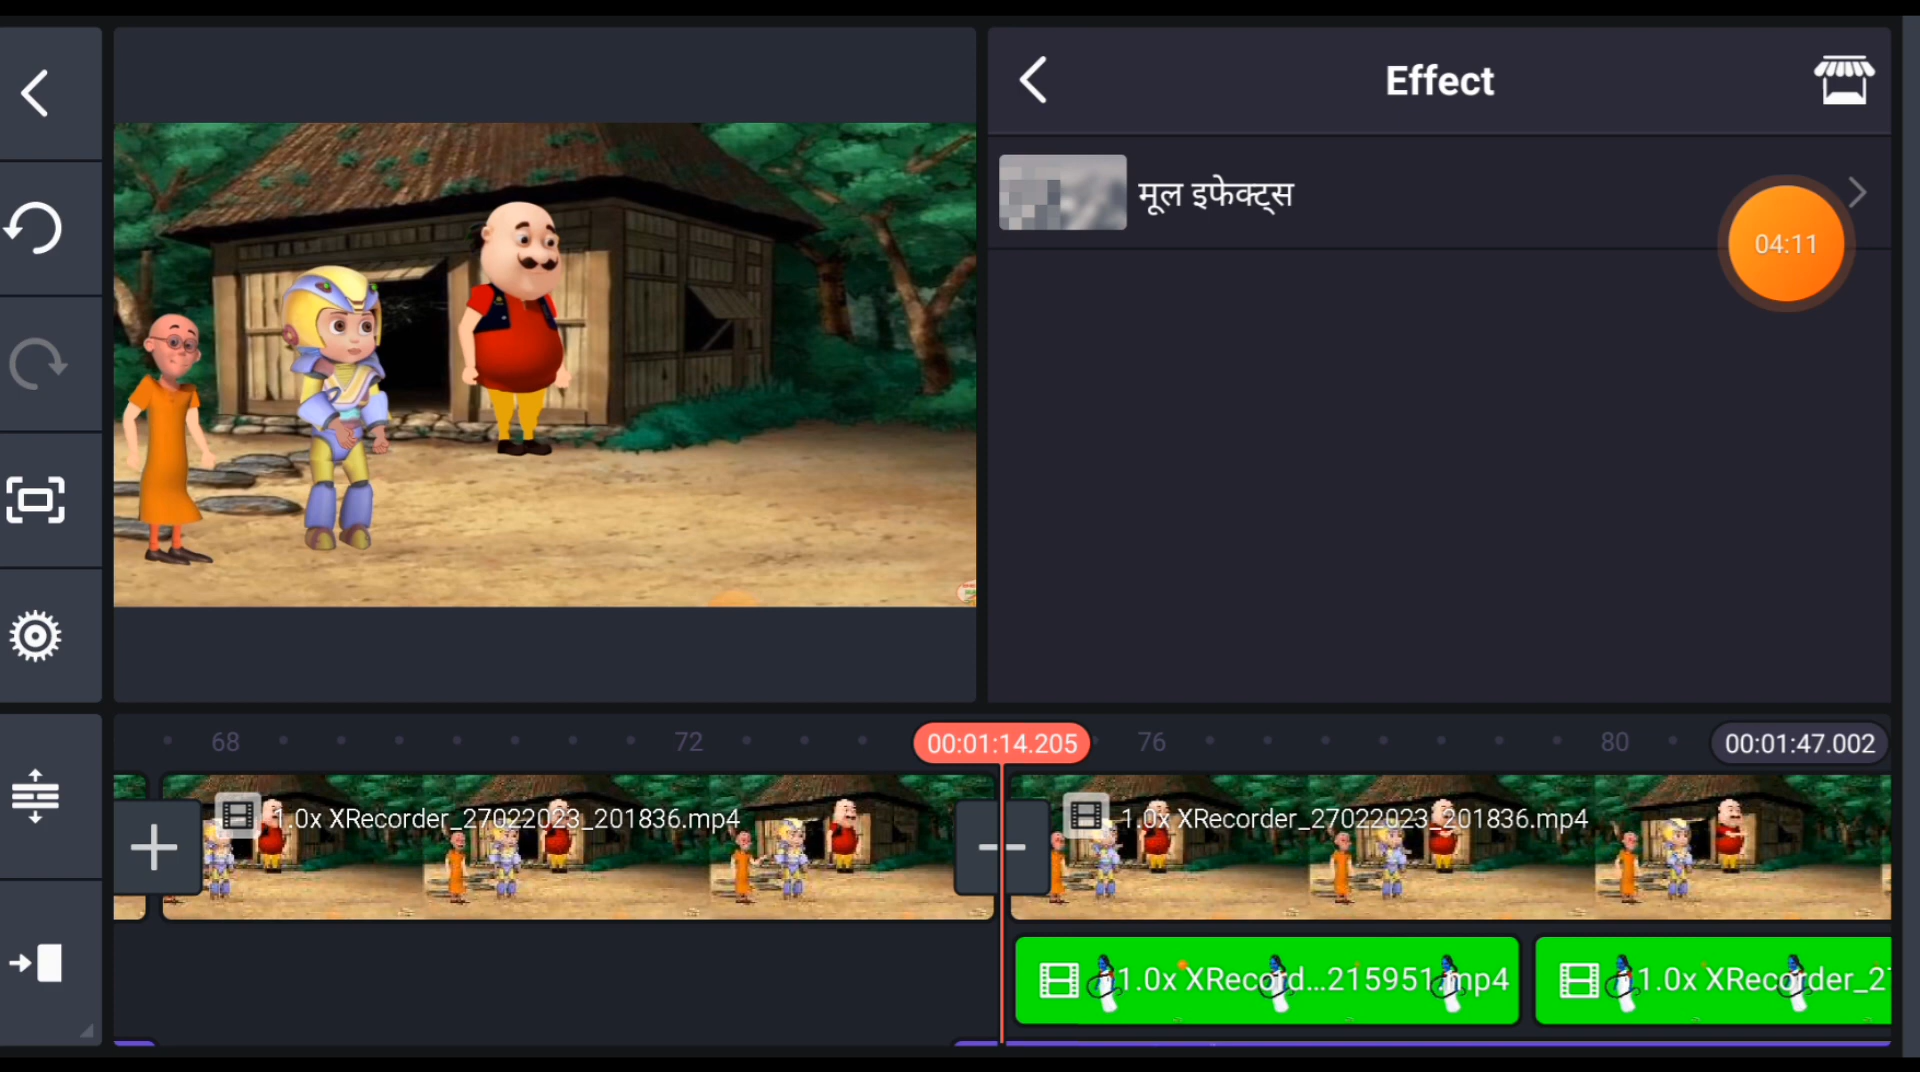 Effect
मूल इफेक्ट्स
04:11
68
72
00:01:14.205
76
80
00:01:47.002
1.0x XRecorder_27022023_201836.mp4
1.0x XRecorder_27022023_201836.mp4
1.0x XRecord...215951.mp4
1.0x XRecorder_2